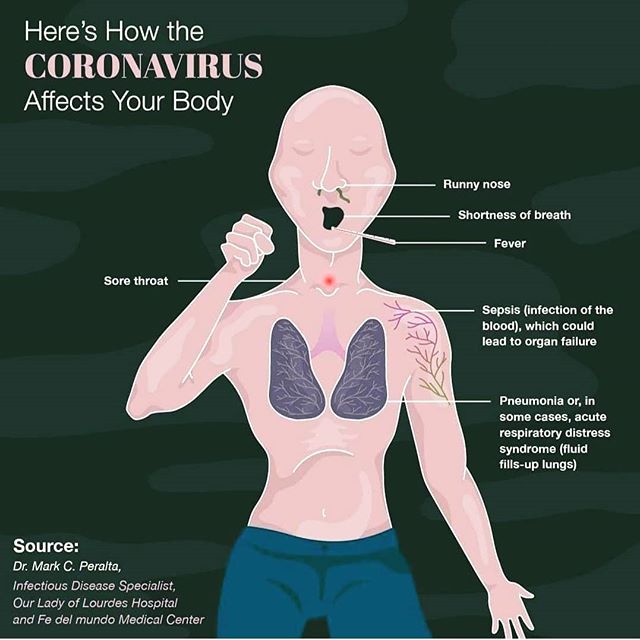 Here's How the
CORONAVIRUS
Affects Your Body
Runny nose
Shortness of breath
Fever
Sore throat
Sepsis (infection of the
blood), which could
lead to organ failure
Pneumonia or, in
some cases, acute
respiratory distress
syndrome (fluid
fills-up lungs)
Source:
Dr. Mark C. Peralta,
Infectious Disease Specialist,
Our Lady of Lourdes Hospital
and Fe del mundo Medical Center